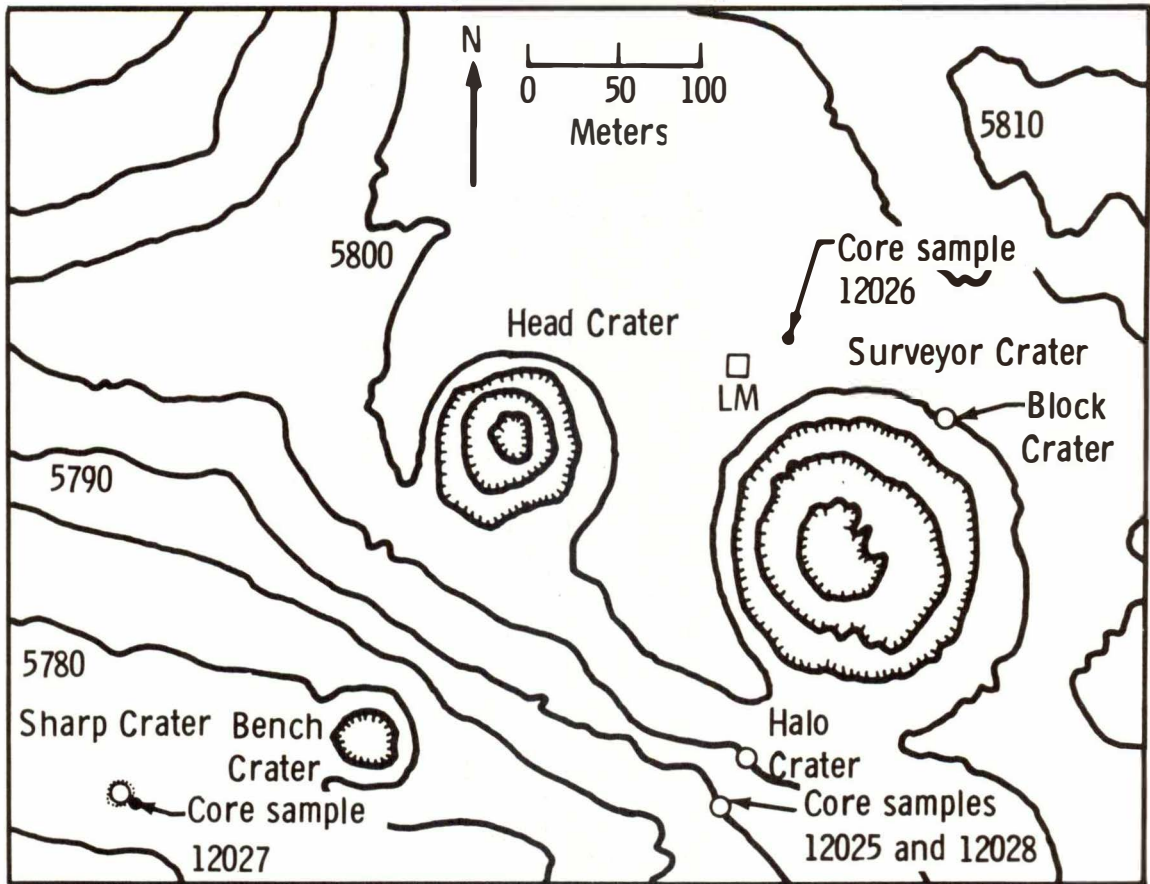 N
0 50 100
Meters
5810
5800
Core sample
12026
Head Crater
Surveyor Crater
LM
Block
Crater
5790
5780
Sharp Crater
Bench
Crater
Halo
Crater
Core sample
12027
Core samples
12025 and 12028